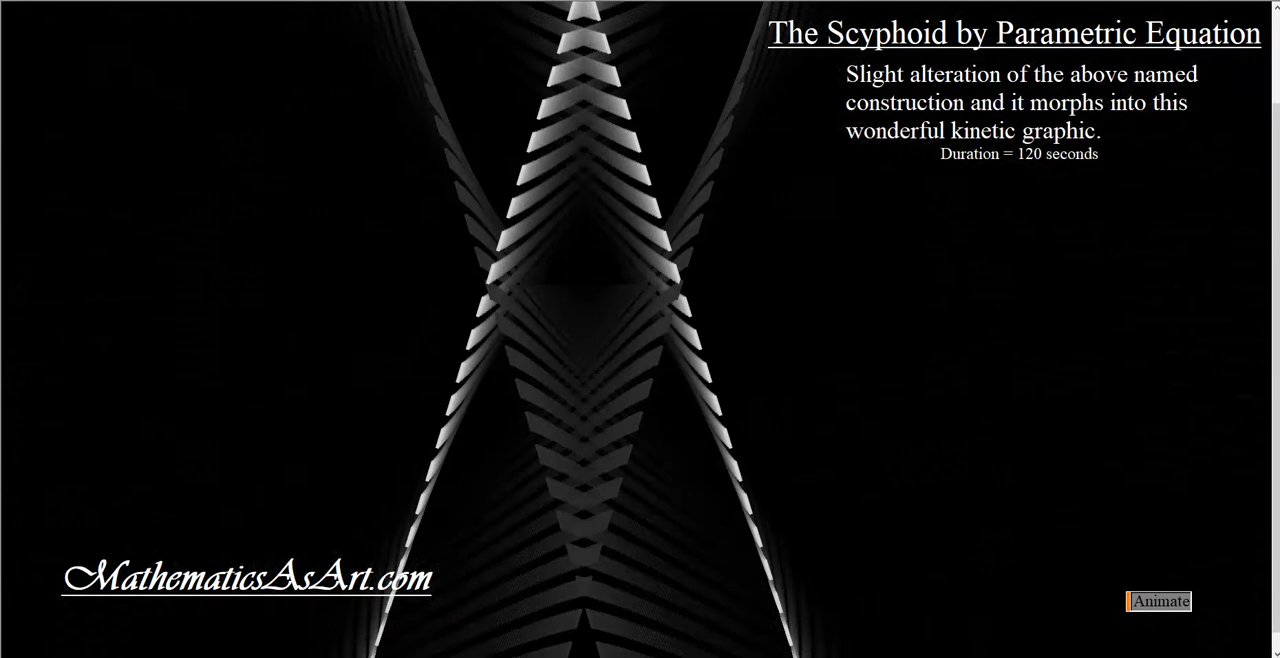 The Scyphoid by Parametric Equation
Slight alteration of the above named
construction and it morphs into this
wonderful kinetic graphic.
Duration = 120 seconds
MathematicsAsArt.com
Animate